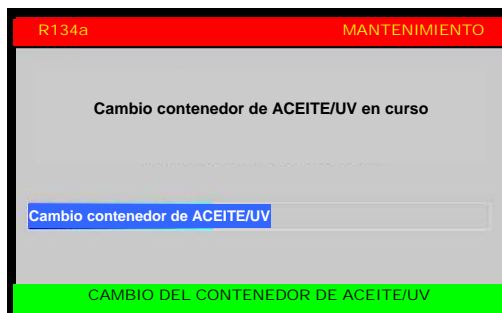 R134a MANTENIMIENTO
Cambio contenedor de ACEITE/UV en curso
Cambio contenedor de ACEITE/UV
CAMBIO DEL CONTENEDOR DE ACEITE/UV